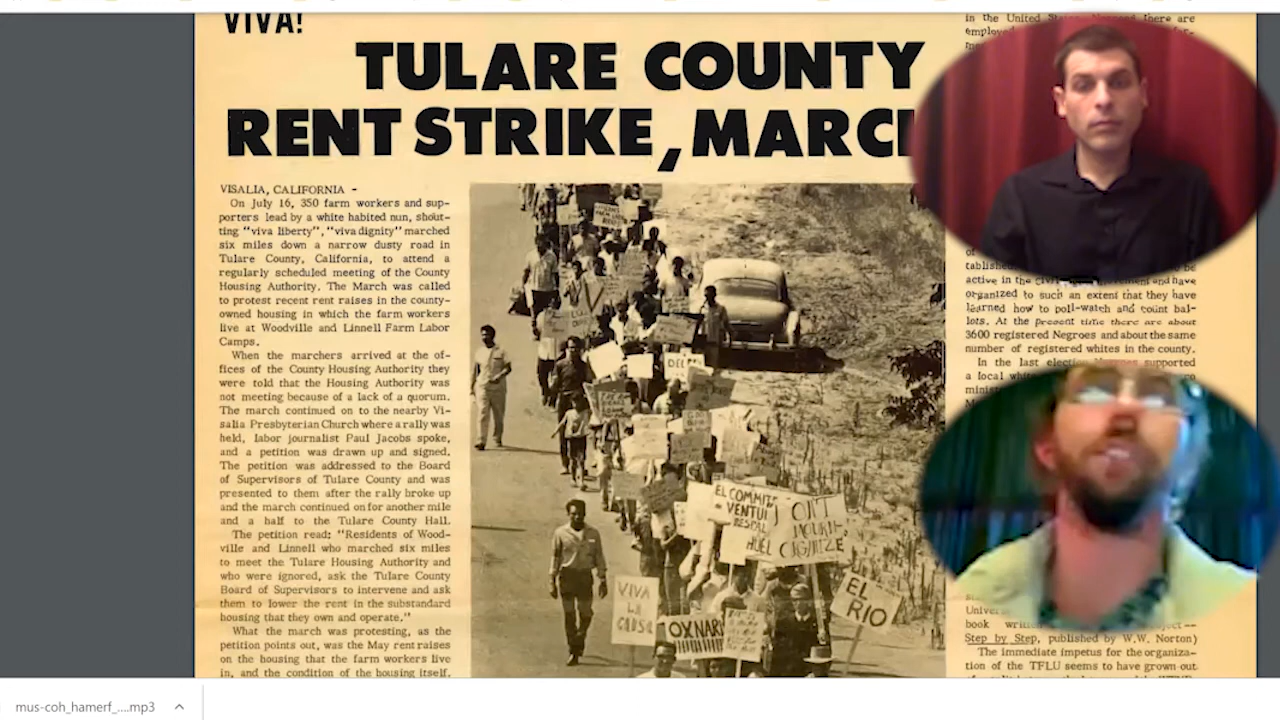 VIVA!
TULARE COUNTY
RENT STRIKE, MARC
VISALIA, CALIFORNIA -
On July 16, 350 farm workers and sup-
porters lead by a white habited nun, shout-
ting "viva liberty", "viva dignity" marched
six miles down a narrow dusty road in
Tulare County, California, to attend a
regularly scheduled meeting of the County
Housing Authority. The March was called
to protest recent rent raises in the county-
owned housing in which the farm workers
live at Woodville and Linnell Farm Labor
Camps.
When the marchers arrived at the of-
fices of the County Housing Authority they
were told that the Housing Authority was
not meeting because of a lack of a quorum.
The march continued on to the nearby Vi-
salia Presbyterian Church where a rally was
held, labor journalist Paul Jacobs spoke,
and a petition was drawn up and signed.
The petition was addressed to the Board
of Supervisors of Tulare County and was
presented to them after the rally broke up
and the march continued on for another mile
and a half to the Tulare County Hall.
The petition read: "Residents of Wood-
ville and Linnell who marched six miles
to meet the Tulare Housing Authority and
who were ignored, ask the Tulare County
Board of Supervisors to intervene and ask
them to lower the rent in the substandard
housing that they own and operate."
What the march was protesting, as the
petition points out, was the May rent raises
on the housing that the farm workers live
in, and the condition of the housing itself.
EL COMMIT
VENTU
RESPAL
HUEL
DON'T
MOURN,
ORGANIZE
EL
RIO
VIVA
LA
CAUSA
OXNAR
in the United States. there are
employ
active in the and have
organized to such an extent that they have
learned how to poll-watch and count bal-
lots. At the present time there are about
3600 registered Negroes and about the same
number of registered whites in the county.
In the last supported
a local
Univer
book
Step by Step, published by W.W. Norton)
The immediate impetus for the organiza-
tion of the TFLU seems to have grown out
mus-coh_hamerf_....mp3